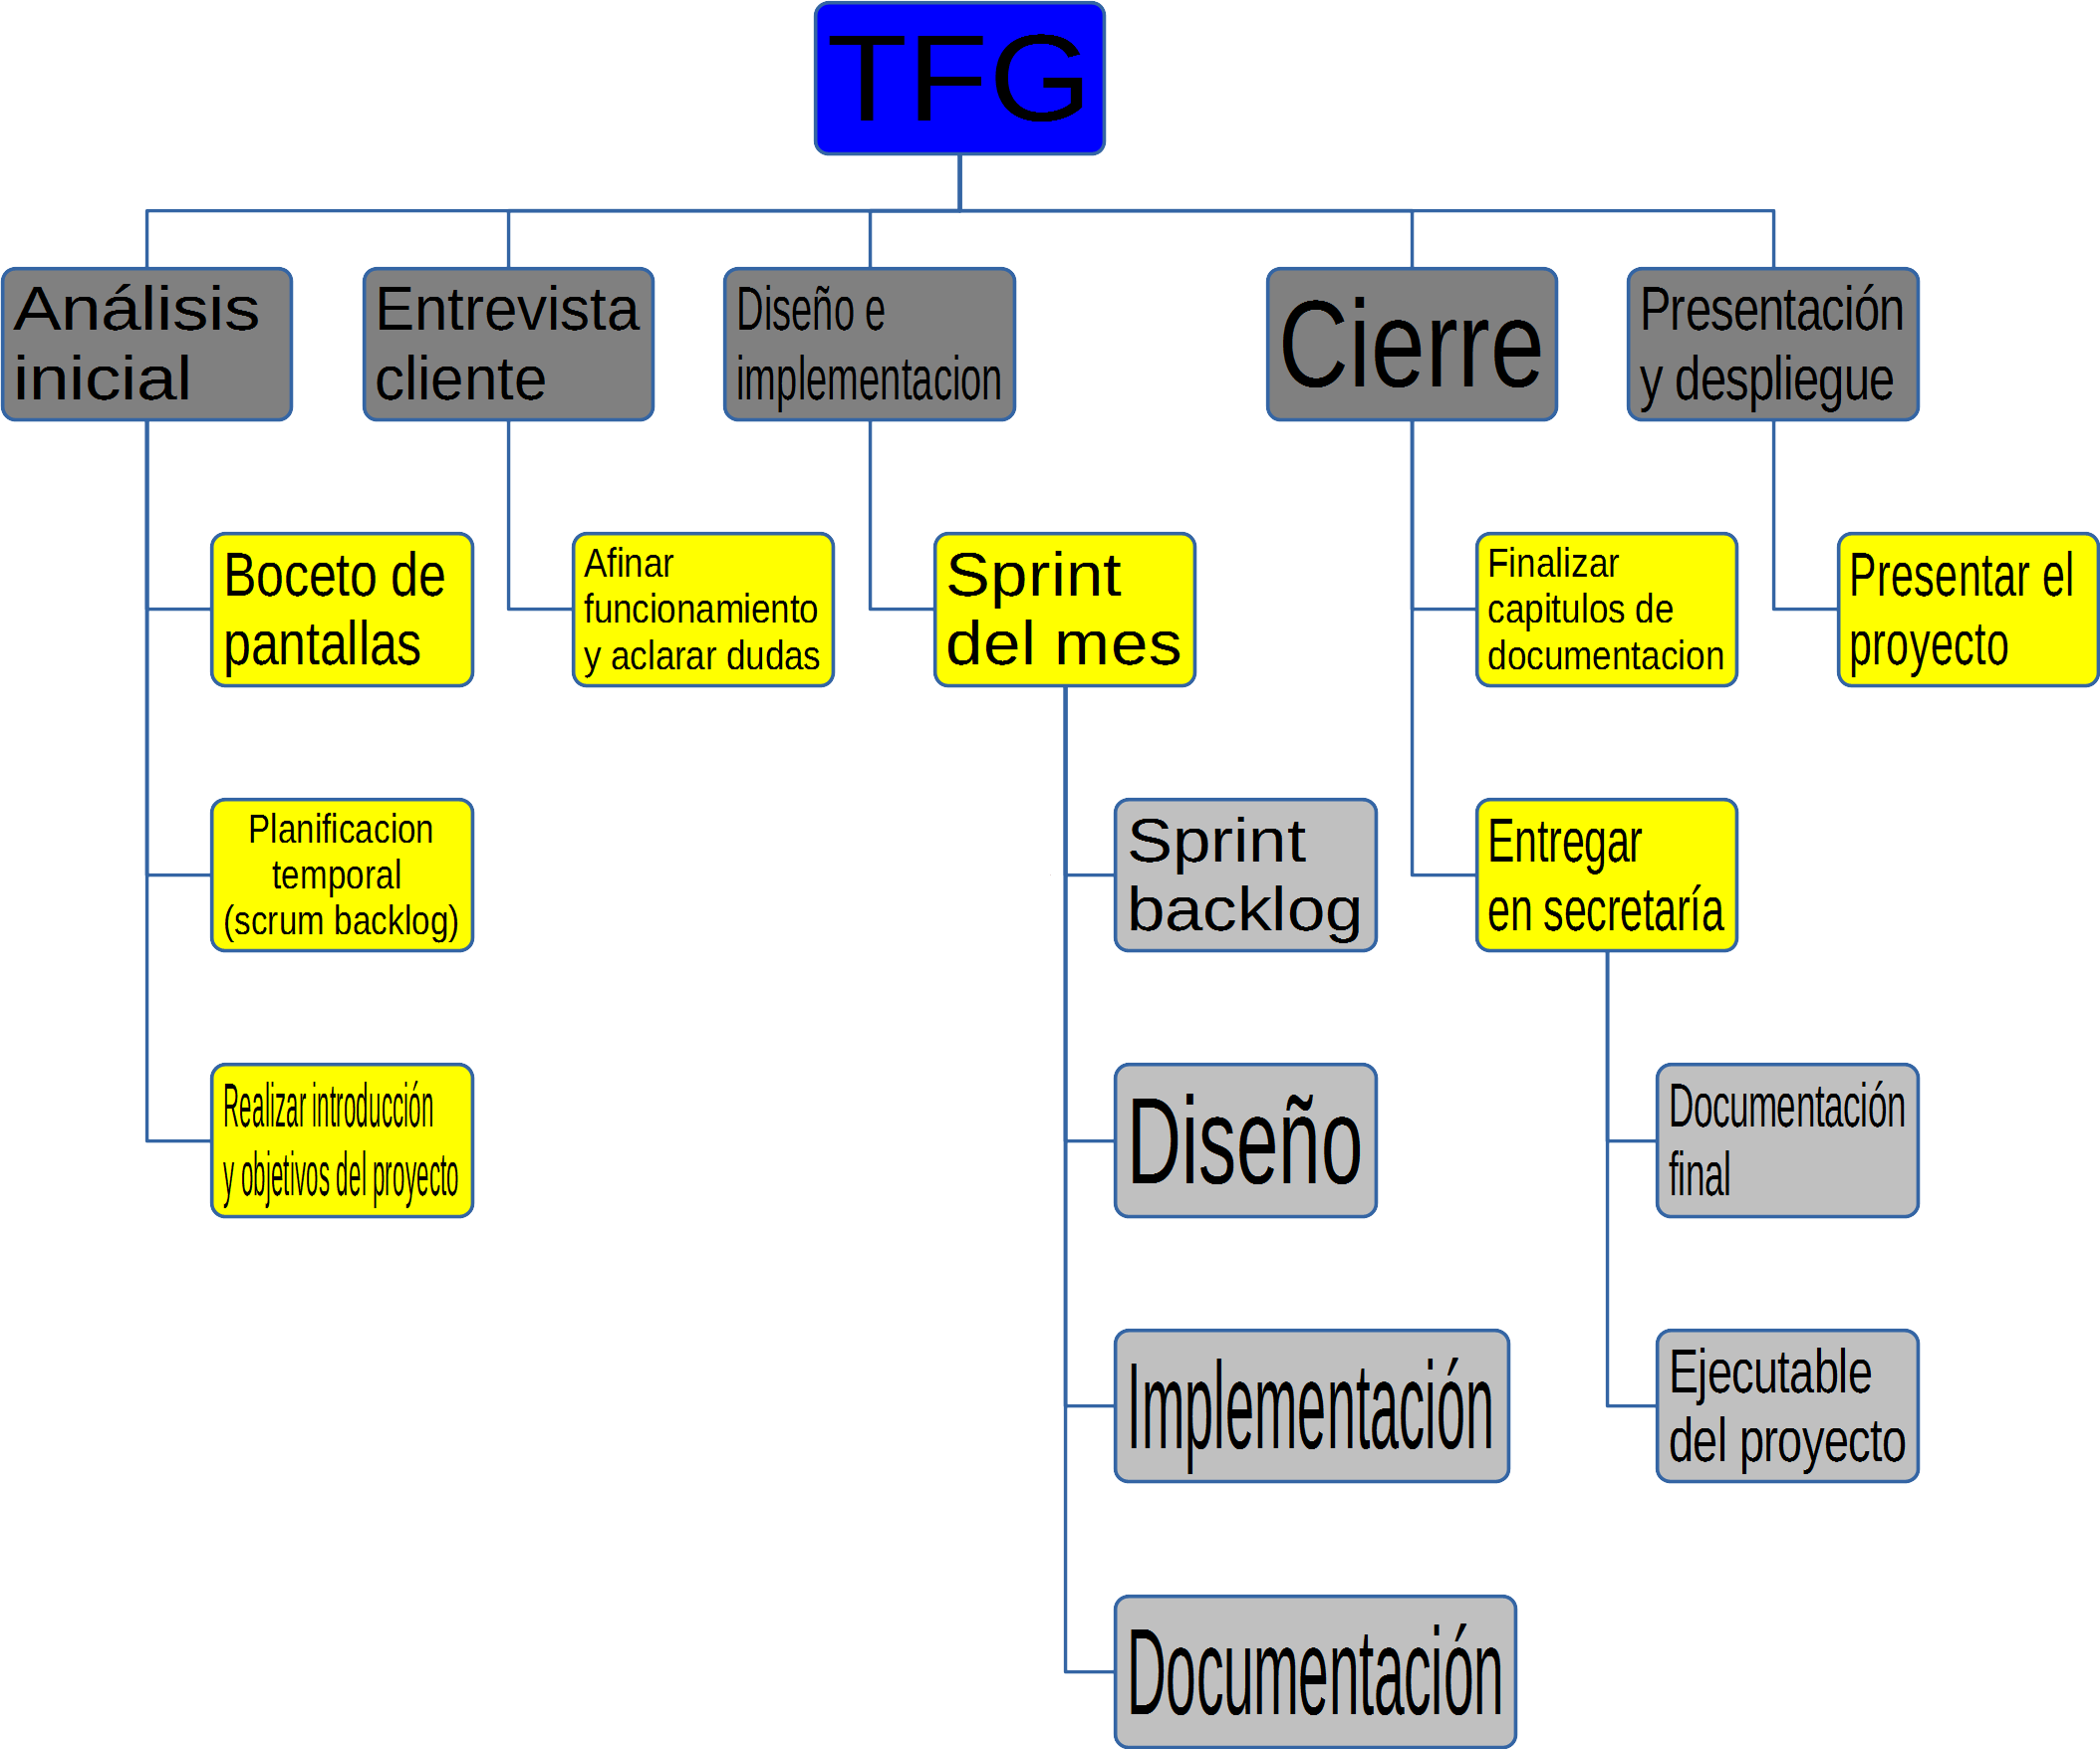 TFG
Análisis
inicial
Entrevista
cliente
Diseño e
implementacion
Cierre
Presentación
y despliegue
Boceto de
pantallas
Afinar
funcionamiento
y aclarar dudas
Sprint
del mes
Finalizar
capitulos de
documentacion
Presentar el
proyecto
Planificacion
temporal
(scrum backlog)
Sprint
backlog
Entregar
en secretaría
Realizar introducción
y objetivos del proyecto
Diseño
Documentación
final
Implementación
Ejecutable
del proyecto
Documentación